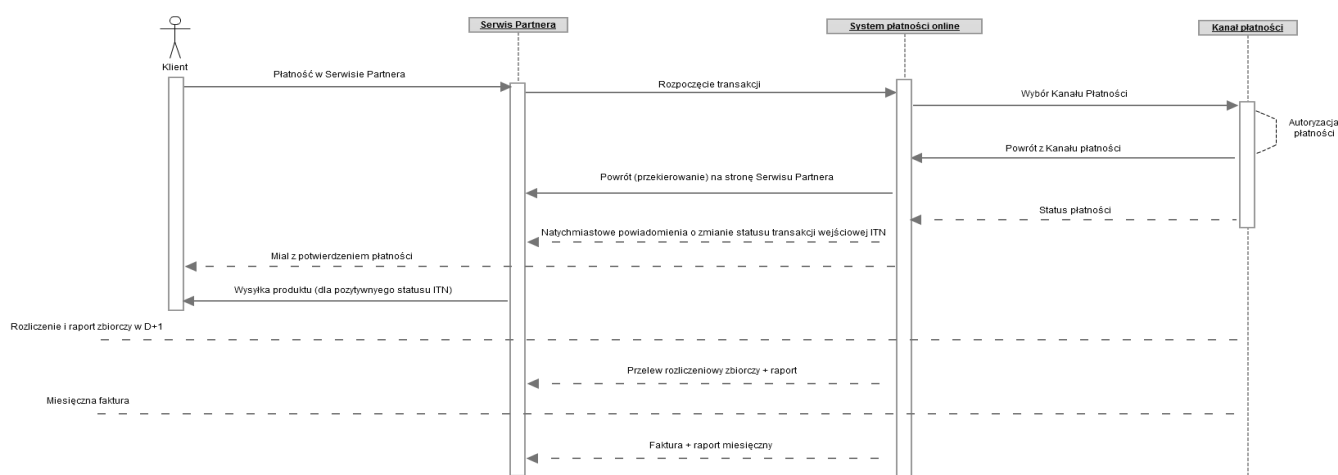 Serwis Partnera
System płatności online
Kanał płatności
Klient
Płatność w Serwisie Partnera
Rozpoczęcie transakcji
Wybór Kanału Płatności
Autoryzacja
płatności
Powrót z Kanału płatności
Powrót (przekierowanie) na stronę Serwisu Partnera
Status płatności
Natychmiastowe powiadomienia o zmianie statusu transakcji wejściowej ITN
Mial z potwierdzeniem płatności
Wysyłka produktu (dla pozytywnego statusu ITN)
Rozliczenie i raport zbiorczy w D+1
Przelew rozliczeniowy zbiorczy + raport
Miesięczna faktura
Faktura + raport miesięczny